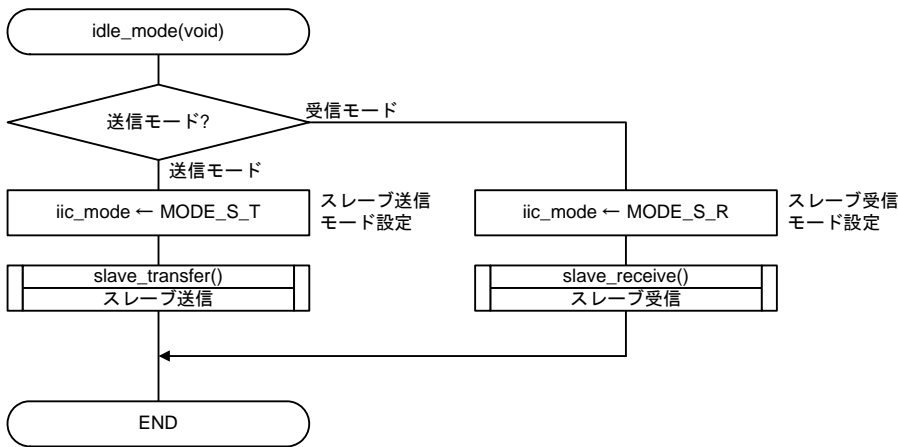 idle_mode(void)
送信モード?
受信モード
送信モード
iic_mode ← MODE_S_T
スレーブ送信
モード設定
iic_mode ← MODE_S_R
スレーブ受信
モード設定
slave_transfer()
スレーブ送信
slave_receive()
スレーブ受信
END